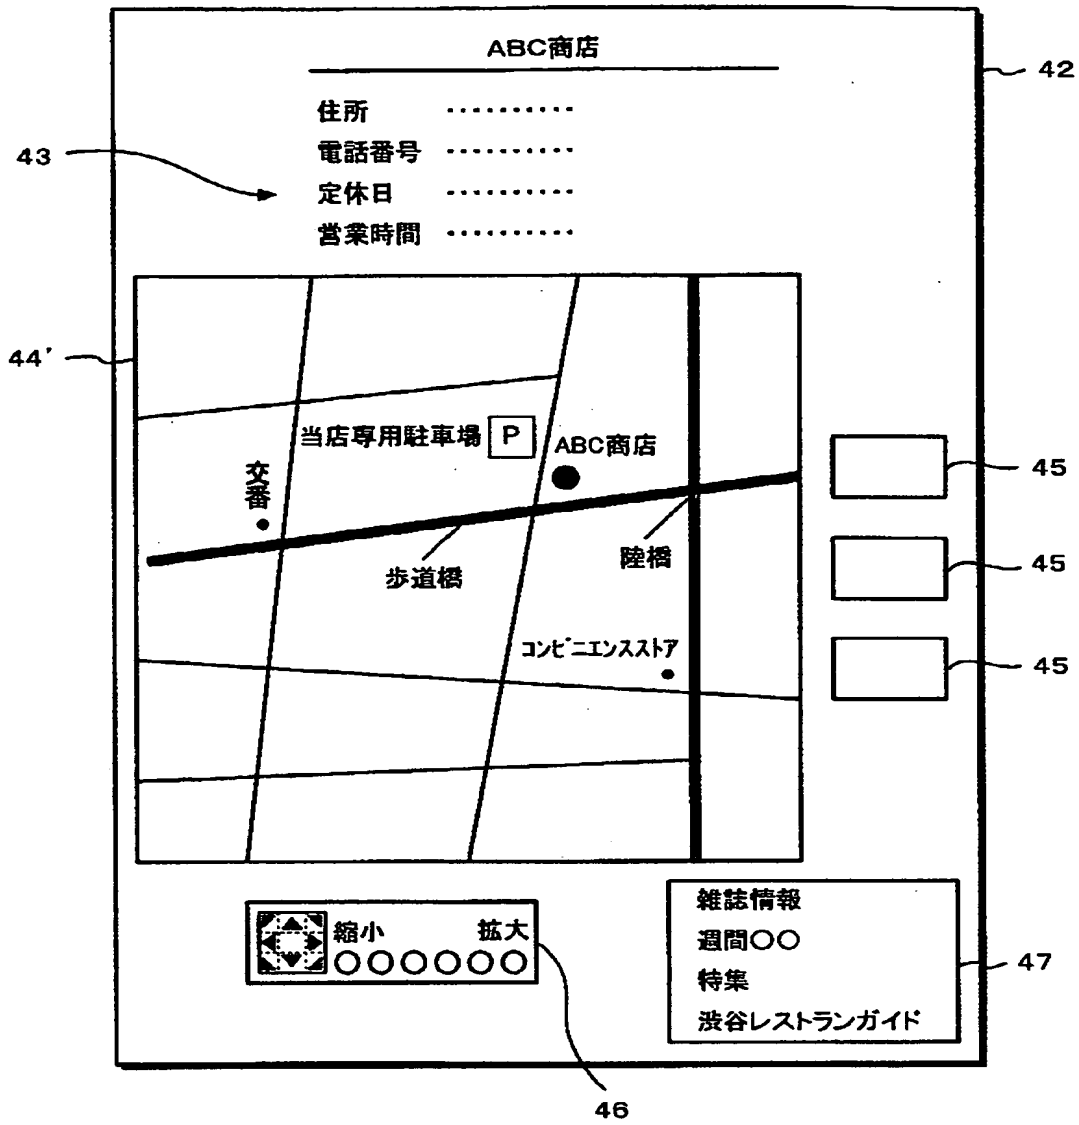 ABC商店
42
住所 ··········
電話番号 ··········
43
定休日 ··········
営業時間 ··········
44'
当店専用駐車場 P
ABC商店
交番
45
歩道橋
陸橋
45
コンビニエンスストア
45
縮小 拡大
雑誌情報
週間〇〇
47
特集
渋谷レストランガイド
46